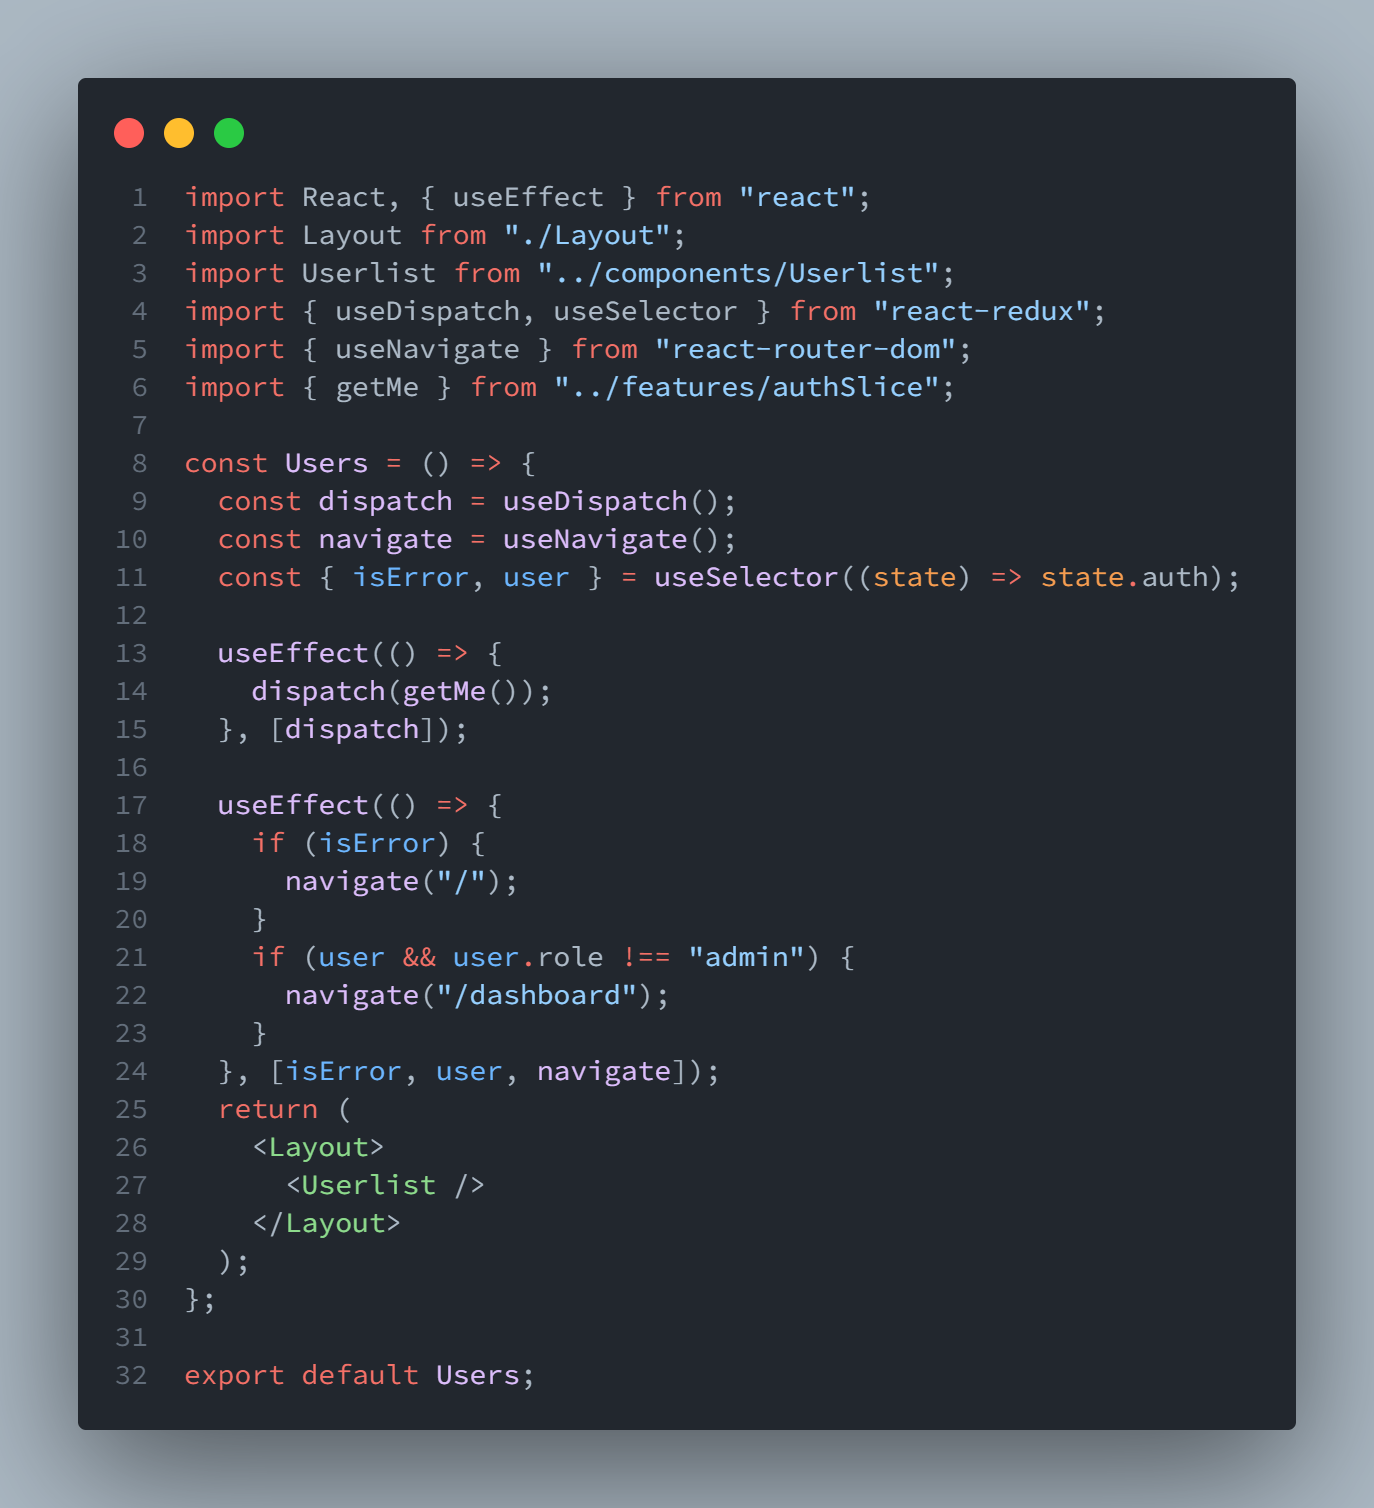 1 import React, { useEffect } from "react";
2 import Layout from "./Layout";
3 import Userlist from "../components/Userlist";
4 import { useDispatch, useSelector } from "react-redux";
5 import { useNavigate } from "react-router-dom";
6 import { getMe } from "../features/authSlice";
7
8 const Users = () => {
9   const dispatch = useDispatch();
10   const navigate = useNavigate();
11   const { isError, user } = useSelector((state) => state.auth);
12
13   useEffect(() => {
14     dispatch(getMe());
15   }, [dispatch]);
16
17   useEffect(() => {
18     if (isError) {
19       navigate("/");
20     }
21     if (user && user.role !== "admin") {
22       navigate("/dashboard");
23     }
24   }, [isError, user, navigate]);
25   return (
26     <Layout>
27       <Userlist />
28     </Layout>
29   );
30 };
31
32 export default Users;